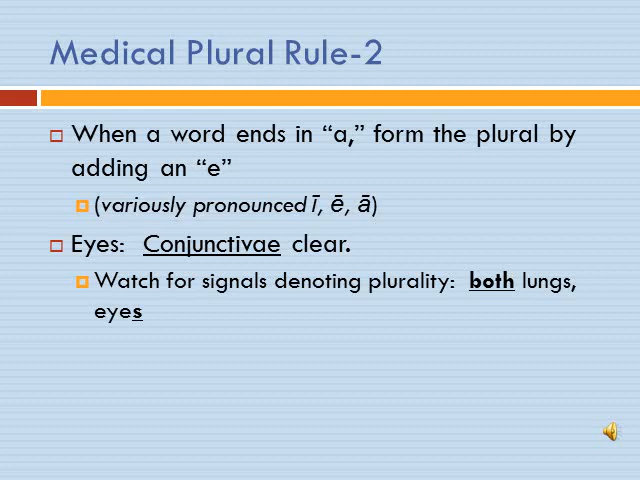 Medical Plural Rule-2
When a word ends in “a,” form the plural by
adding an “e”
(variously pronounced ī, ē, ā)
Eyes: Conjunctivae clear.
Watch for signals denoting plurality: both lungs,
eyes